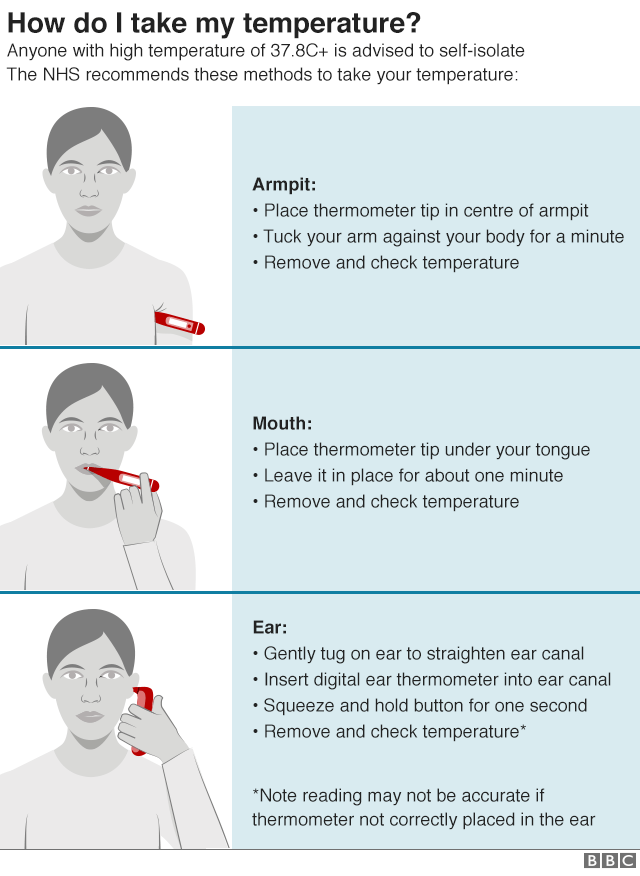 How do I take my temperature?
Anyone with high temperature of 37.8C+ is advised to self-isolate
The NHS recommends these methods to take your temperature:
Armpit:
• Place thermometer tip in centre of armpit
• Tuck your arm against your body for a minute
• Remove and check temperature
Mouth:
• Place thermometer tip under your tongue
• Leave it in place for about one minute
• Remove and check temperature
Ear:
• Gently tug on ear to straighten ear canal
• Insert digital ear thermometer into ear canal
• Squeeze and hold button for one second
• Remove and check temperature*
*Note reading may not be accurate if
thermometer not correctly placed in the ear
BBC